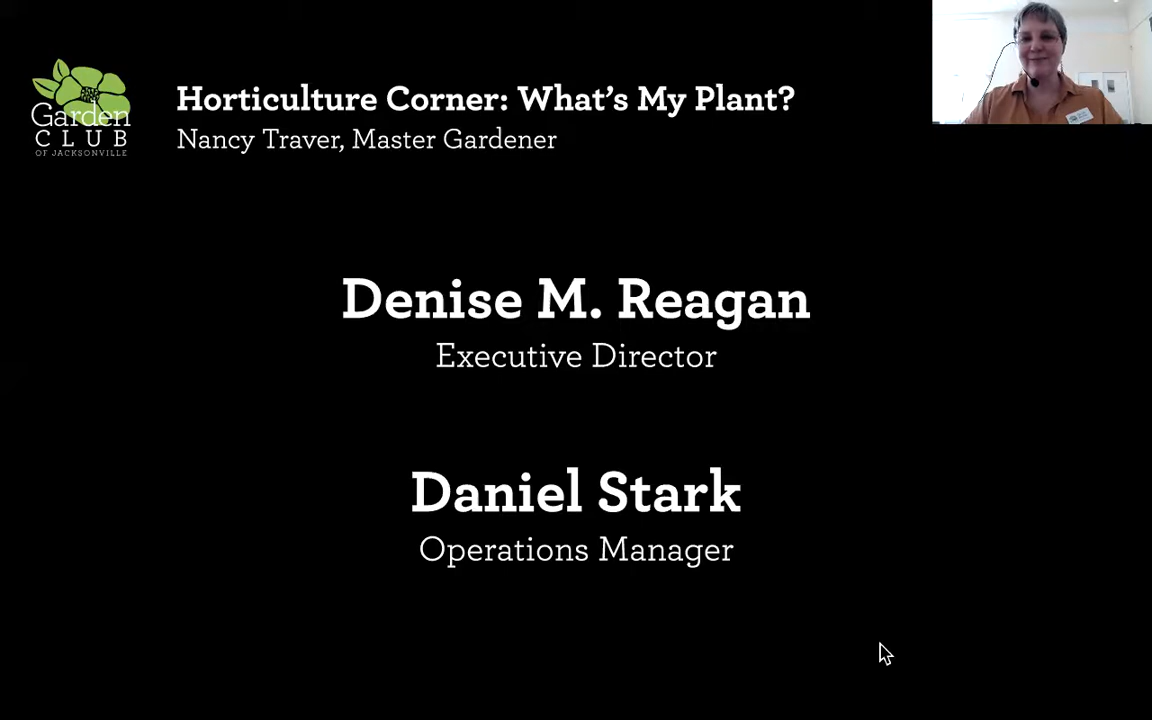 Garden
CLUB
OF JACKSONVILLE
Horticulture Corner: What's My Plant?
Nancy Traver, Master Gardener
Denise M. Reagan
Executive Director
Daniel Stark
Operations Manager